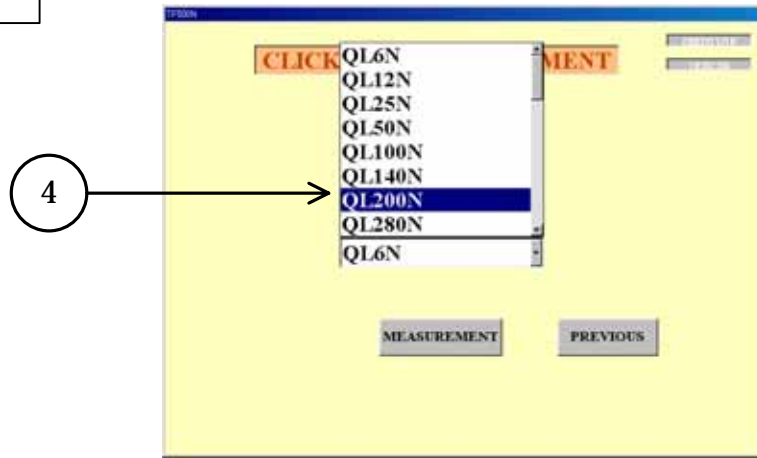 TF500N
CLICK MENT
QL6N
QL12N
QL25N
QL50N
QL100N
QL140N
QL200N
QL280N
QL6N
4
MEASUREMENT PREVIOUS